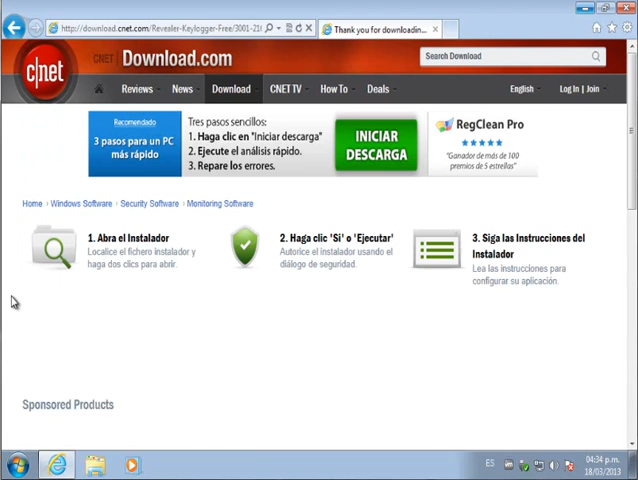 http://download.cnet.com/Revealer-Keylogger-Free/3001-216
Thank you for downloadin...
c|net
CNET Download.com
Search Download
Reviews
News
Download
CNET TV
How To
Deals
English
Log In | Join
Recomendado
3 pasos para un PC
más rápido
Tres pasos sencillos:
1. Haga clic en "Iniciar descarga"
2. Ejecute el análisis rápido.
3. Repare los errores.
INICIAR
DESCARGA
RegClean Pro
"Ganador de más de 100
premios de 5 estrellas"
Home › Windows Software › Security Software › Monitoring Software
1. Abra el Instalador
Localice el fichero instalador y
haga dos clics para abrir.
2. Haga clic 'Si' o 'Ejecutar'
Autorice el instalador usando el
diálogo de seguridad.
3. Siga las Instrucciones del
Instalador
Lea las instrucciones para
configurar su aplicación.
Sponsored Products
ES
04:34 p.m.
18/03/2013